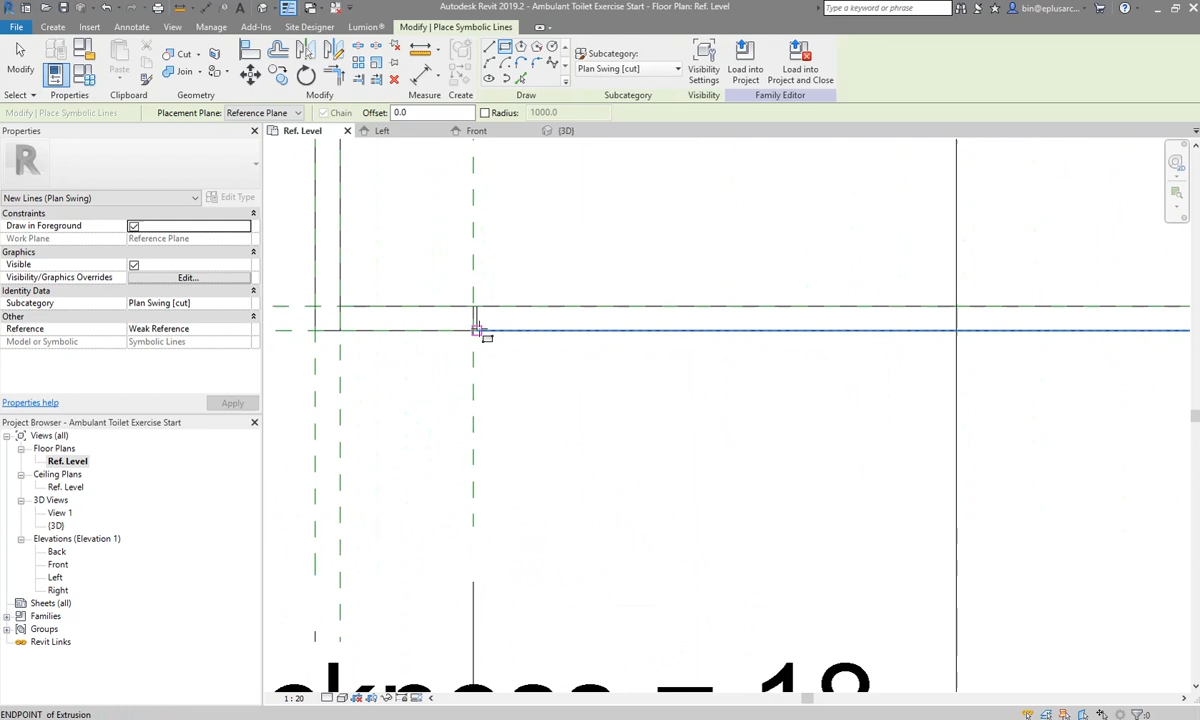 Autodesk Revit 2019.2 - Ambulant Toilet Exercise Start - Floor Plan: Ref. Level
Type a keyword or phrase
bin@eplusarc...
File Create Insert Annotate View Manage Add-Ins Site Designer Lumion® Modify | Place Symbolic Lines
Modify
Paste
Cut
Join
Subcategory:
Plan Swing [cut]
Visibility Settings
Load into Project
Load into Project and Close
Select Properties Clipboard Geometry Modify Measure Create Draw Subcategory Visibility Family Editor
Modify | Place Symbolic Lines Placement Plane: Reference Plane Chain Offset: 0.0 Radius: 1000.0
Properties
Ref. Level Left Front {3D}
New Lines (Plan Swing) Edit Type
Constraints
Draw in Foreground
Work Plane Reference Plane
Graphics
Visible
Visibility/Graphics Overrides Edit...
Identity Data
Subcategory Plan Swing [cut]
Other
Reference Weak Reference
Model or Symbolic Symbolic Lines
Properties help Apply
Project Browser - Ambulant Toilet Exercise Start
Views (all)
Floor Plans
Ref. Level
Ceiling Plans
Ref. Level
3D Views
View 1
{3D}
Elevations (Elevation 1)
Back
Front
Left
Right
Sheets (all)
Families
Groups
Revit Links
1 : 20
ENDPOINT of Extrusion
:0